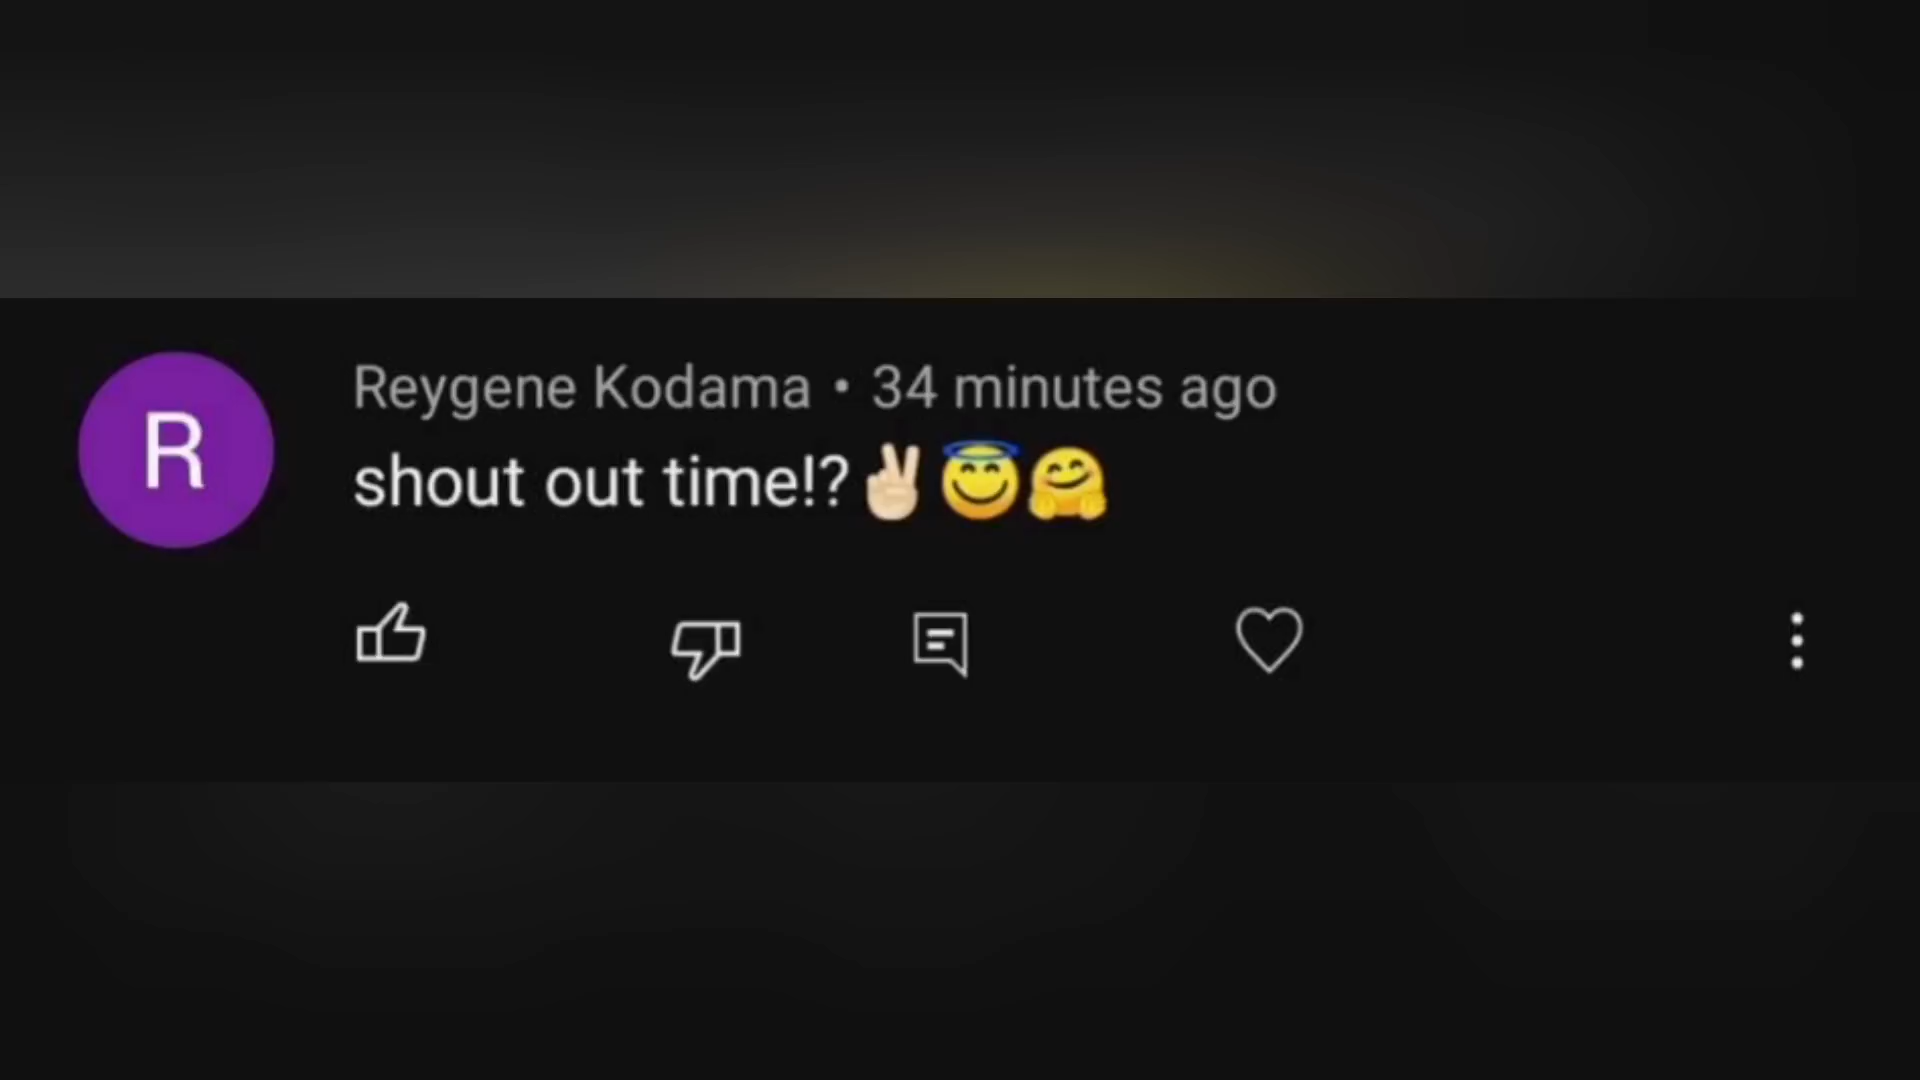 R
Reygene Kodama • 34 minutes ago
shout out time!?✌🏻😇🤗